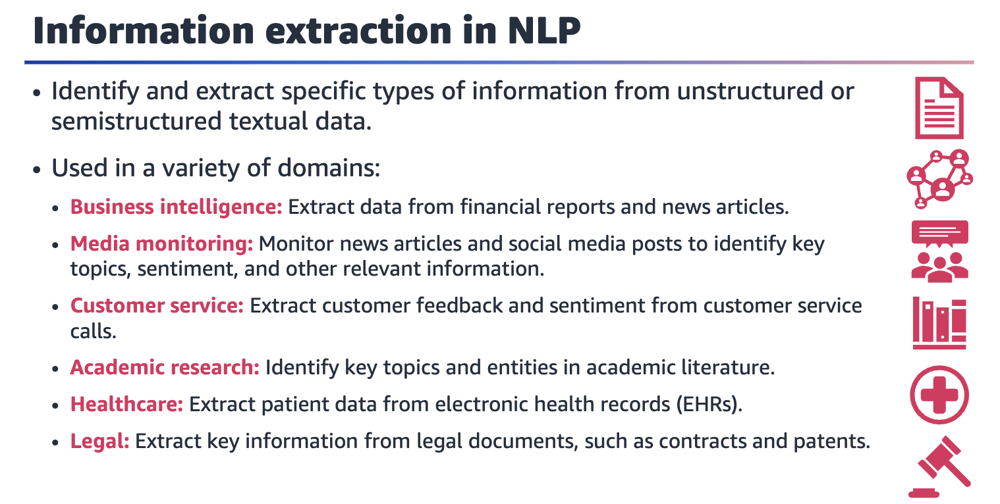 Information extraction in NLP
• Identify and extract specific types of information from unstructured or
semistructured textual data.
• Used in a variety of domains:
• Business intelligence: Extract data from financial reports and news articles.
• Media monitoring: Monitor news articles and social media posts to identify key
topics, sentiment, and other relevant information.
• Customer service: Extract customer feedback and sentiment from customer service
calls.
• Academic research: Identify key topics and entities in academic literature.
• Healthcare: Extract patient data from electronic health records (EHRs).
• Legal: Extract key information from legal documents, such as contracts and patents.